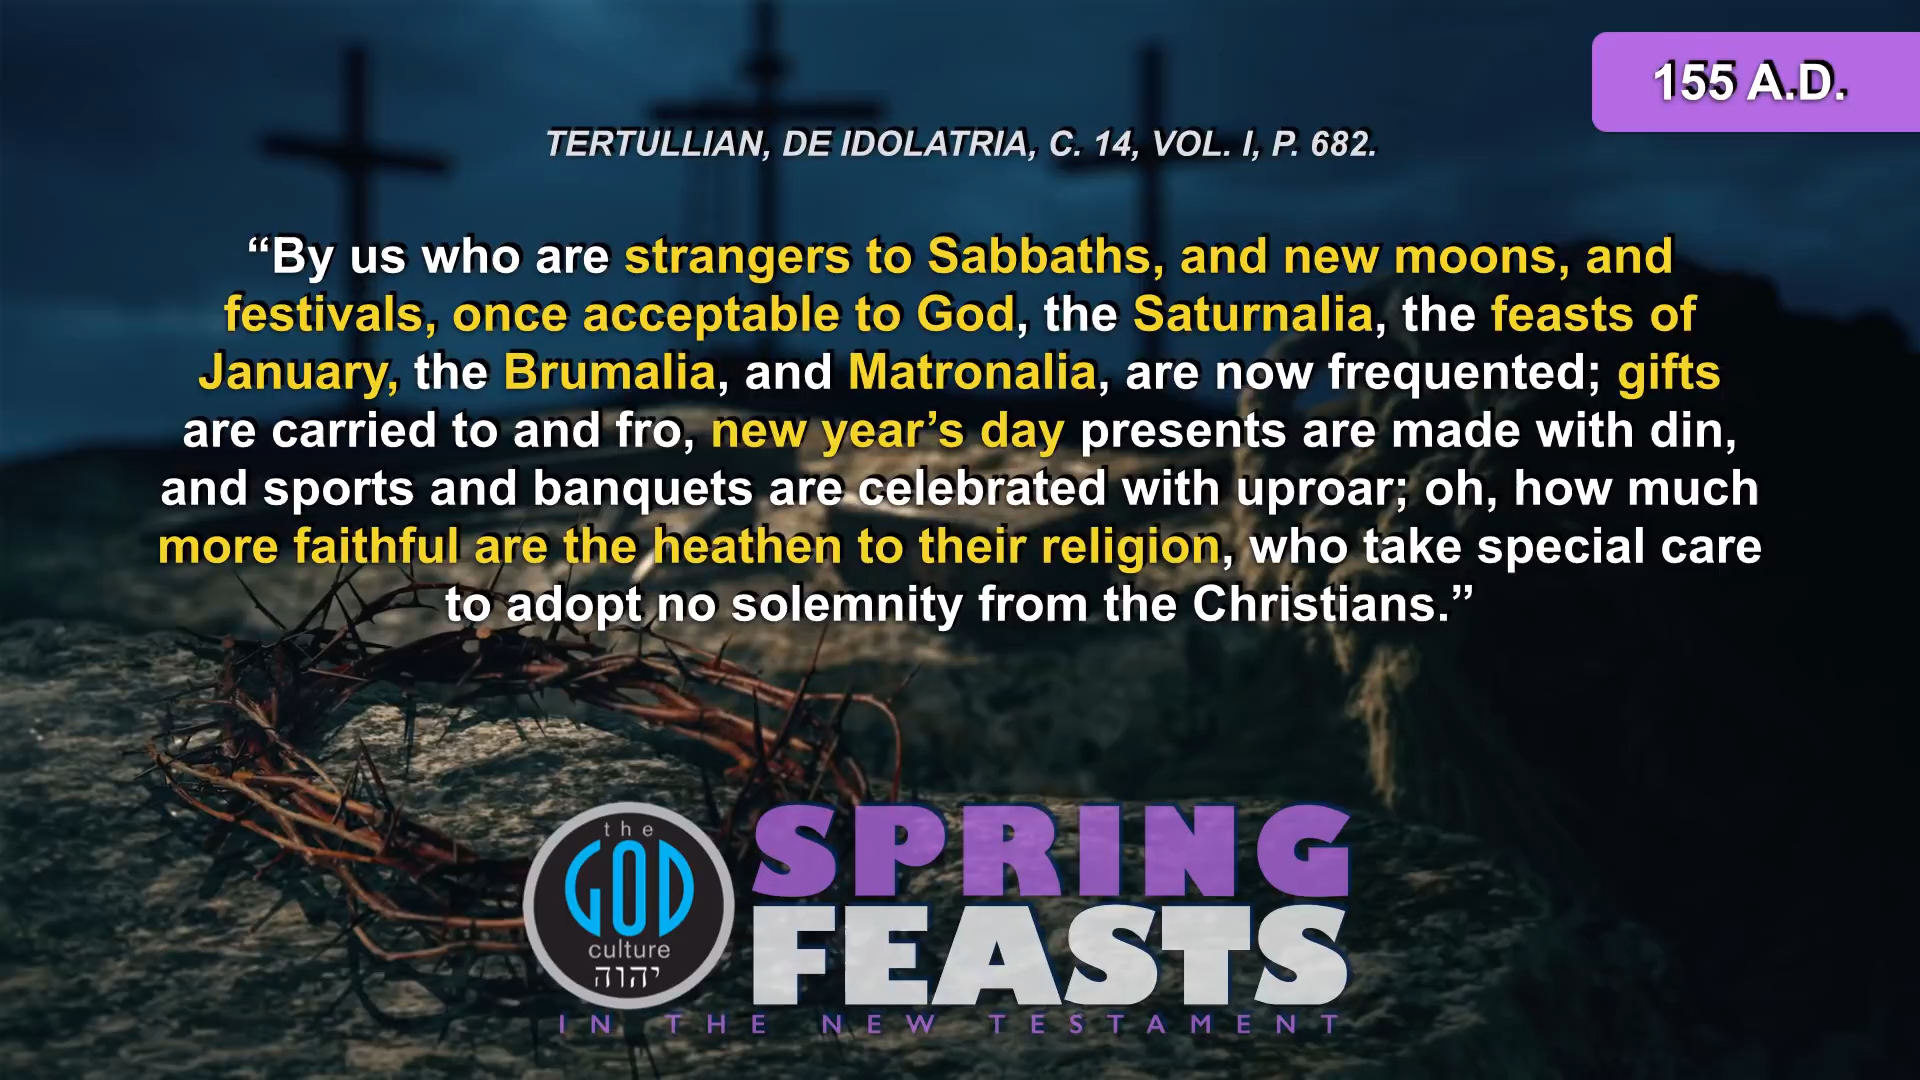 155 A.D.
TERTULLIAN, DE IDOLATRIA, C. 14, VOL. I, P. 682.
“By us who are strangers to Sabbaths, and new moons, and
festivals, once acceptable to God, the Saturnalia, the feasts of
January, the Brumalia, and Matronalia, are now frequented; gifts
are carried to and fro, new year’s day presents are made with din,
and sports and banquets are celebrated with uproar; oh, how much
more faithful are the heathen to their religion, who take special care
to adopt no solemnity from the Christians.”
the
GOD
culture
יהוה
SPRING
FEASTS
IN THE NEW TESTAMENT